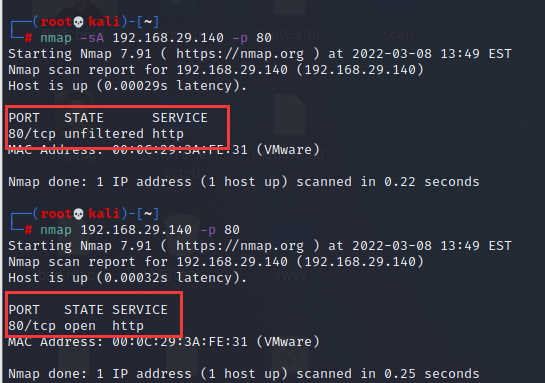 (root💀kali)-[~]
# nmap -sA 192.168.29.140 -p 80
Starting Nmap 7.91 ( https://nmap.org ) at 2022-03-08 13:49 EST
Nmap scan report for 192.168.29.140 (192.168.29.140)
Host is up (0.00029s latency).
PORT   STATE      SERVICE
80/tcp unfiltered http
MAC Address: 00:0C:29:3A:FE:31 (VMware)
Nmap done: 1 IP address (1 host up) scanned in 0.22 seconds
(root💀kali)-[~]
# nmap 192.168.29.140 -p 80
Starting Nmap 7.91 ( https://nmap.org ) at 2022-03-08 13:49 EST
Nmap scan report for 192.168.29.140 (192.168.29.140)
Host is up (0.00032s latency).
PORT   STATE SERVICE
80/tcp open  http
MAC Address: 00:0C:29:3A:FE:31 (VMware)
Nmap done: 1 IP address (1 host up) scanned in 0.25 seconds